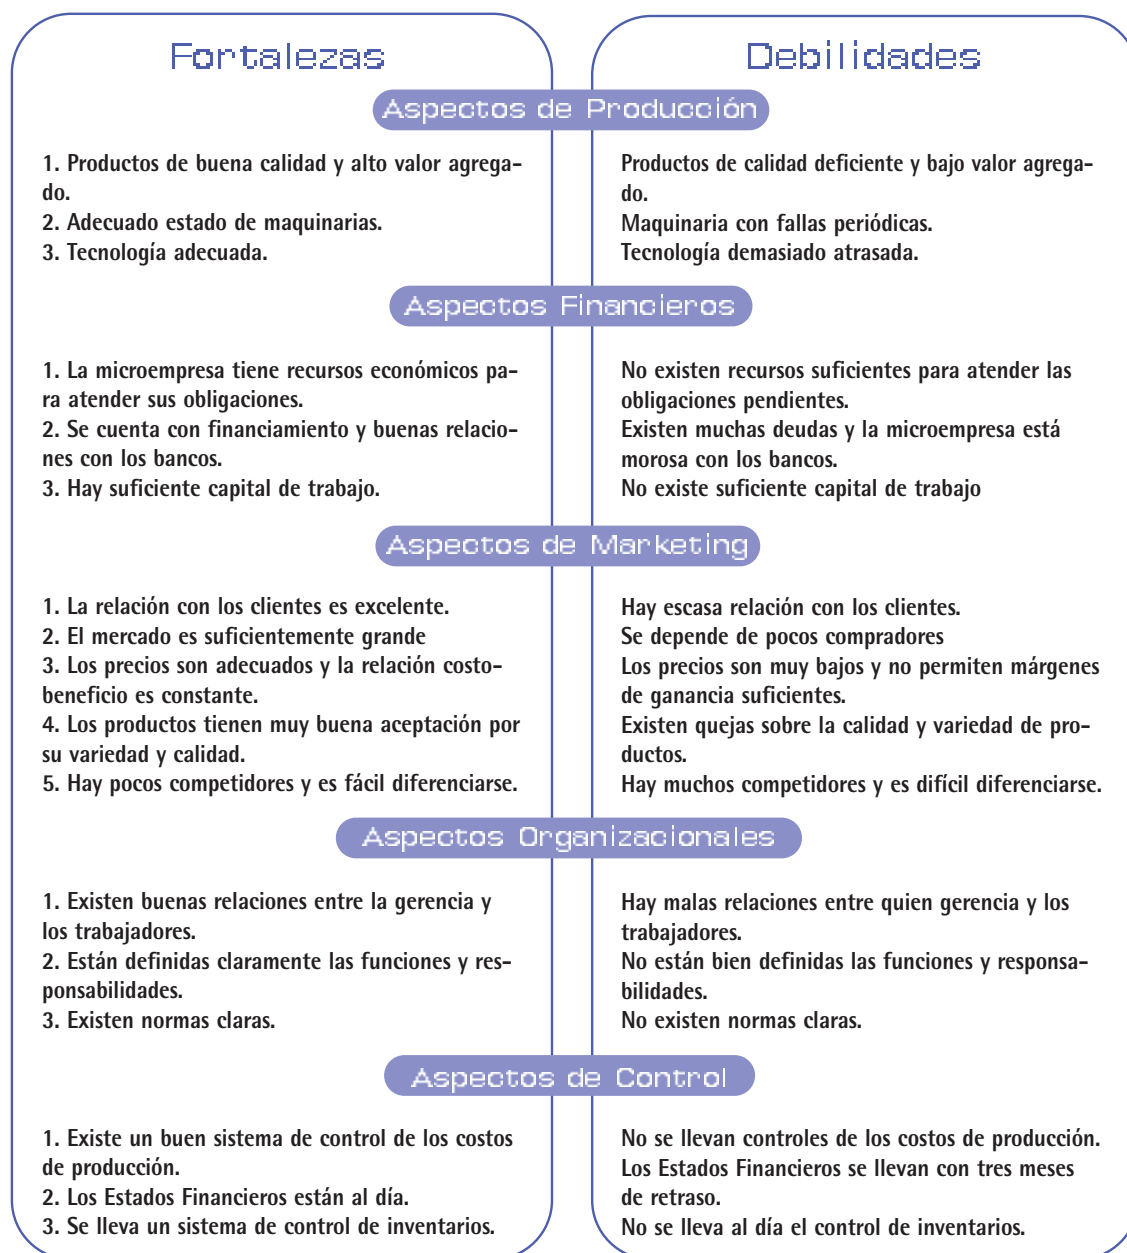 Fortalezas
Debilidades
Aspectos de Producción
1. Productos de buena calidad y alto valor agrega-
do.
2. Adecuado estado de maquinarias.
3. Tecnología adecuada.
Productos de calidad deficiente y bajo valor agrega-
do.
Maquinaria con fallas periódicas.
Tecnología demasiado atrasada.
Aspectos Financieros
1. La microempresa tiene recursos económicos pa-
ra atender sus obligaciones.
2. Se cuenta con financiamiento y buenas relacio-
nes con los bancos.
3. Hay suficiente capital de trabajo.
No existen recursos suficientes para atender las
obligaciones pendientes.
Existen muchas deudas y la microempresa está
morosa con los bancos.
No existe suficiente capital de trabajo
Aspectos de Marketing
1. La relación con los clientes es excelente.
2. El mercado es suficientemente grande
3. Los precios son adecuados y la relación costo-
beneficio es constante.
4. Los productos tienen muy buena aceptación por
su variedad y calidad.
5. Hay pocos competidores y es fácil diferenciarse.
Hay escasa relación con los clientes.
Se depende de pocos compradores
Los precios son muy bajos y no permiten márgenes
de ganancia suficientes.
Existen quejas sobre la calidad y variedad de pro-
ductos.
Hay muchos competidores y es difícil diferenciarse.
Aspectos Organizacionales
1. Existen buenas relaciones entre la gerencia y
los trabajadores.
2. Están definidas claramente las funciones y res-
ponsabilidades.
3. Existen normas claras.
Hay malas relaciones entre quien gerencia y los
trabajadores.
No están bien definidas las funciones y responsa-
bilidades.
No existen normas claras.
Aspectos de Control
1. Existe un buen sistema de control de los costos
de producción.
2. Los Estados Financieros están al día.
3. Se lleva un sistema de control de inventarios.
No se llevan controles de los costos de producción.
Los Estados Financieros se llevan con tres meses
de retraso.
No se lleva al día el control de inventarios.